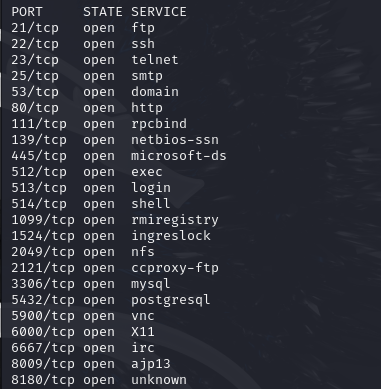 PORT STATE SERVICE
21/tcp open ftp
22/tcp open ssh
23/tcp open telnet
25/tcp open smtp
53/tcp open domain
80/tcp open http
111/tcp open rpcbind
139/tcp open netbios-ssn
445/tcp open microsoft-ds
512/tcp open exec
513/tcp open login
514/tcp open shell
1099/tcp open rmiregistry
1524/tcp open ingreslock
2049/tcp open nfs
2121/tcp open ccproxy-ftp
3306/tcp open mysql
5432/tcp open postgresql
5900/tcp open vnc
6000/tcp open X11
6667/tcp open irc
8009/tcp open ajp13
8180/tcp open unknown